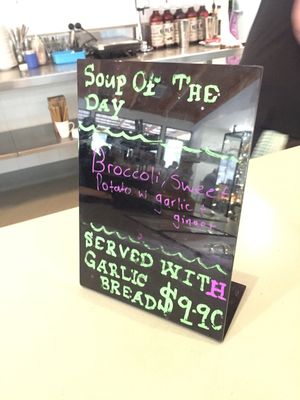 Soup Of The
Day
Broccoli, Sweet
Potato w garlic +
ginger
SERVED WITH
GARLIC
BREAD $9.90